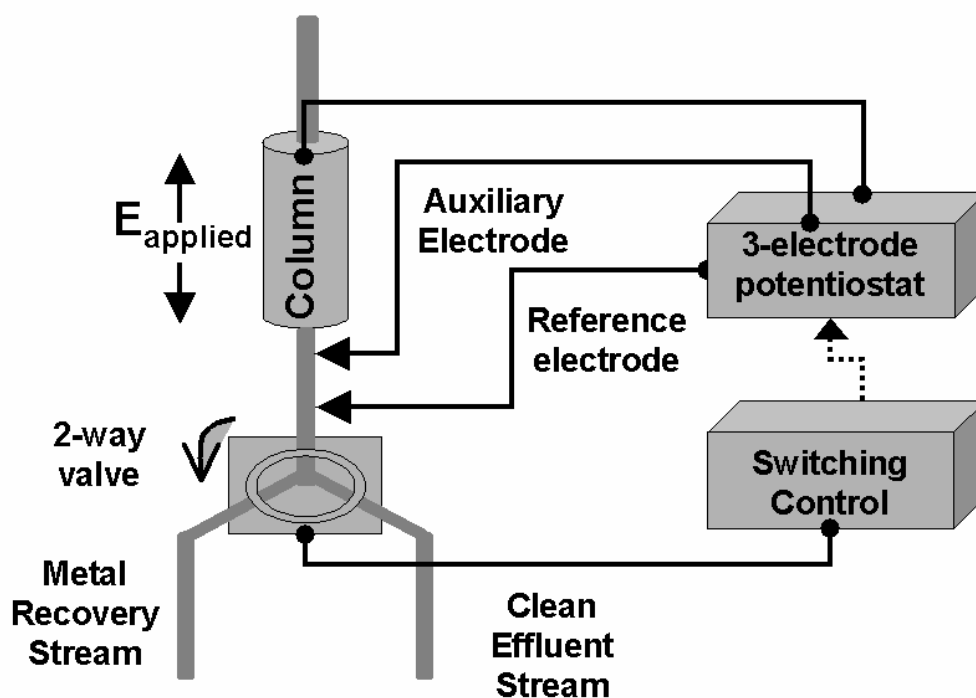 Auxiliary
Electrode
E applied
Column
3-electrode
potentiostat
Reference
electrode
2-way
valve
Switching
Control
Metal
Recovery
Stream
Clean
Effluent
Stream